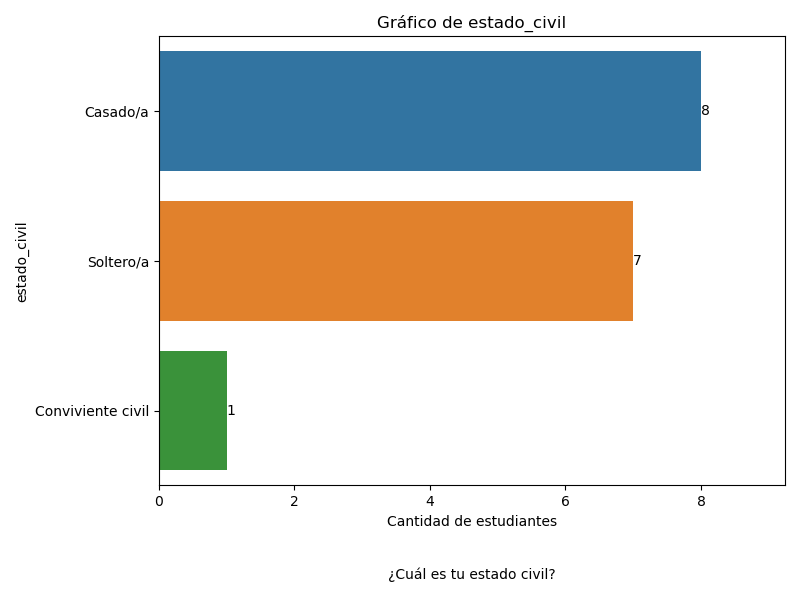 Gráfico de estado_civil
Casado/a
8
Soltero/a
7
Conviviente civil
1
estado_civil
0 2 4 6 8
Cantidad de estudiantes
¿Cuál es tu estado civil?